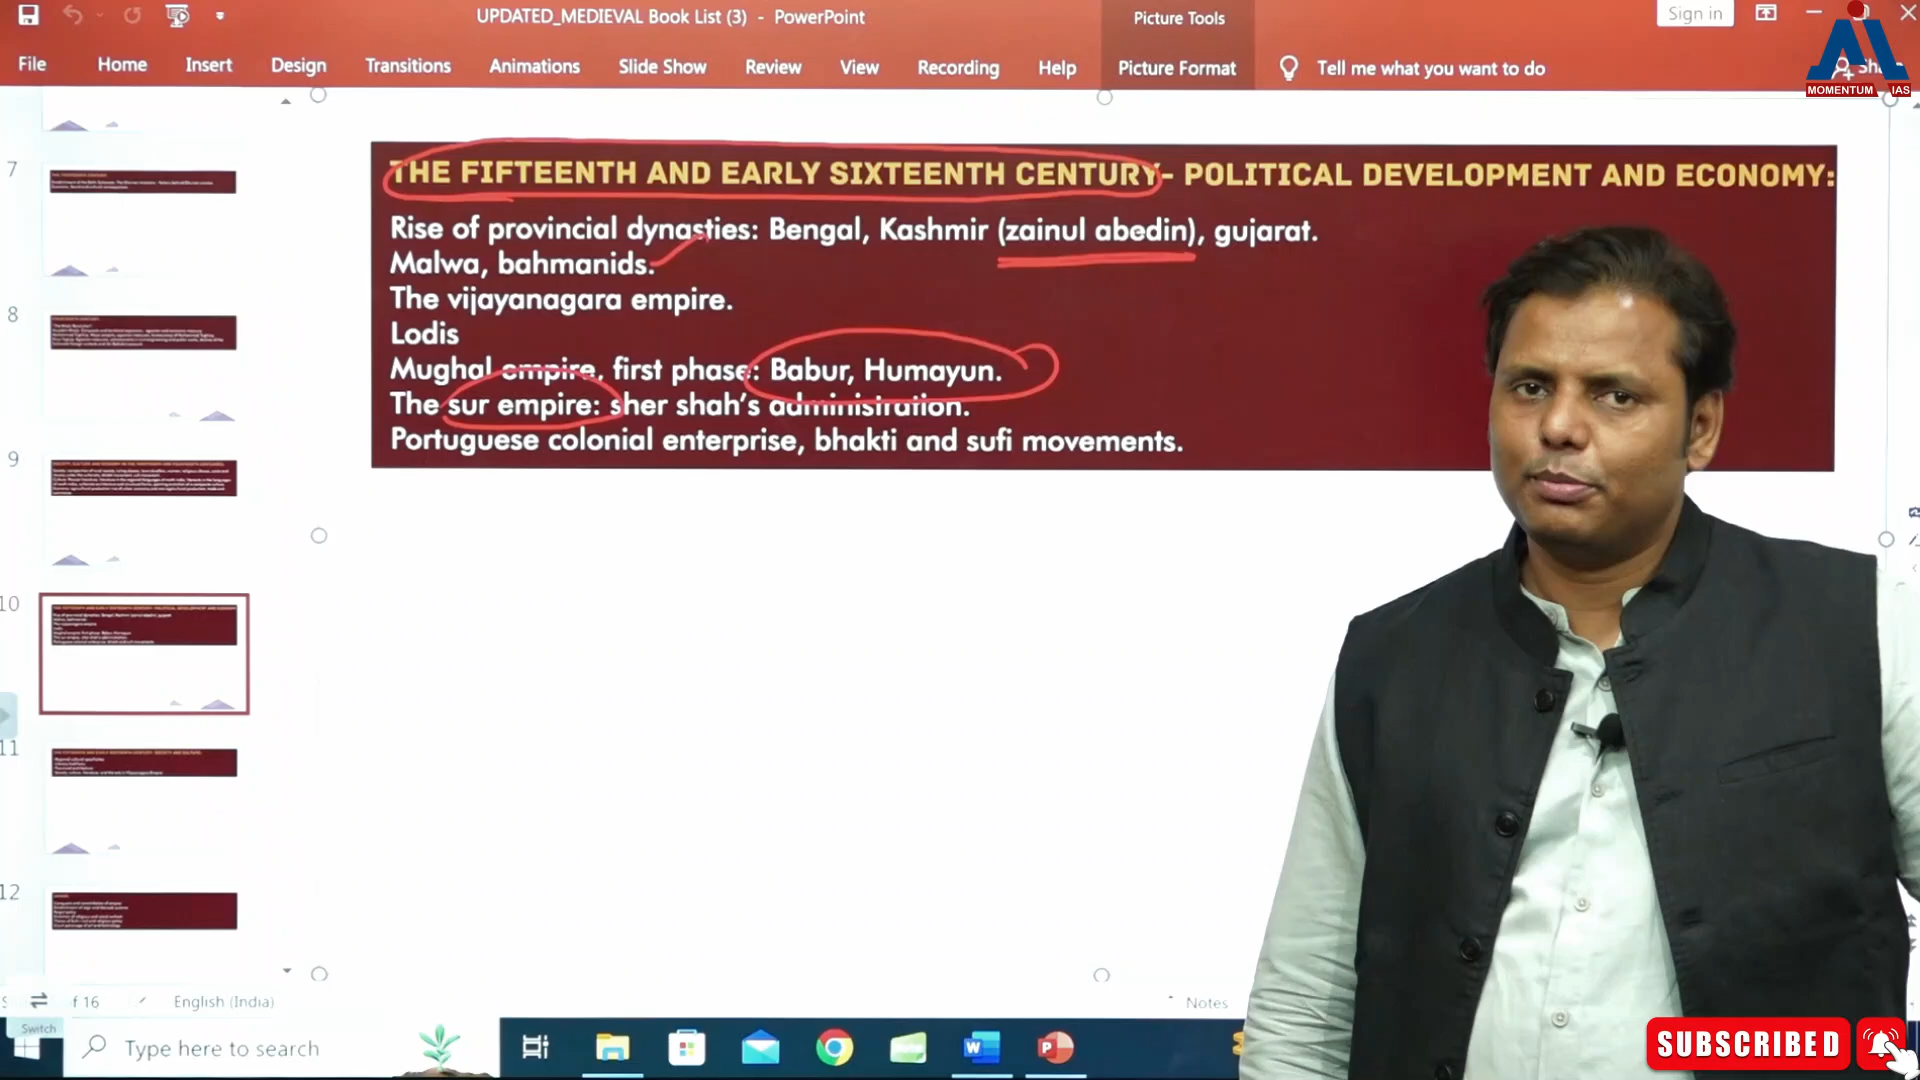 UPDATED_MEDIEVAL Book List (3) - PowerPoint
Picture Tools
Sign in
File Home Insert Design Transitions Animations Slide Show Review View Recording Help Picture Format Tell me what you want to do
MOMENTUM IAS
THE FIFTEENTH AND EARLY SIXTEENTH CENTURY- POLITICAL DEVELOPMENT AND ECONOMY:
Rise of provincial dynasties: Bengal, Kashmir (zainul abedin), gujarat.
Malwa, bahmanids.
The vijayanagara empire.
Lodis
Mughal empire, first phase: Babur, Humayun.
The sur empire: sher shah's administration.
Portuguese colonial enterprise, bhakti and sufi movements.
7
8
9
10
11
12
of 16
English (India)
Notes
Switch
Type here to search
SUBSCRIBED